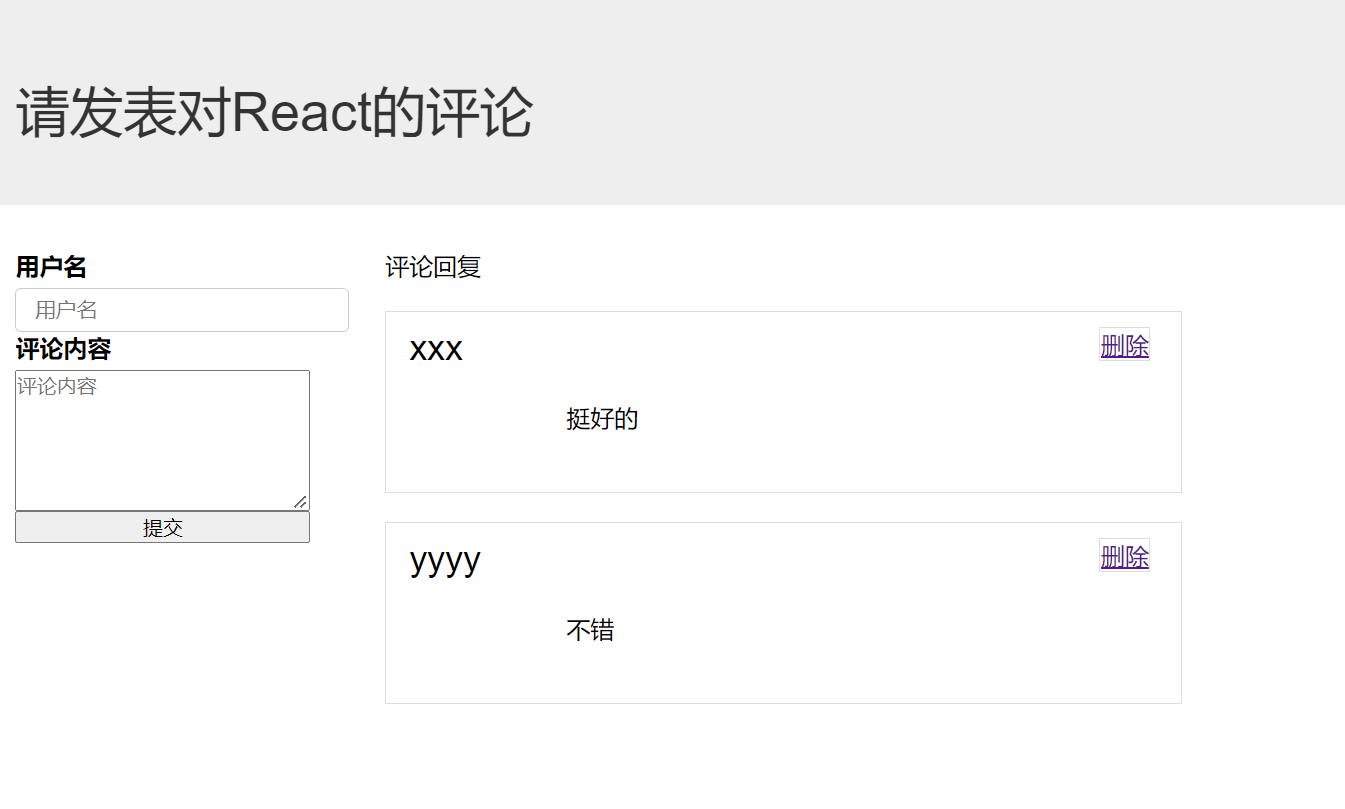 请发表对React的评论
用户名
用户名
评论内容
评论内容
提交
评论回复
xxx
删除
挺好的
yyyy
删除
不错